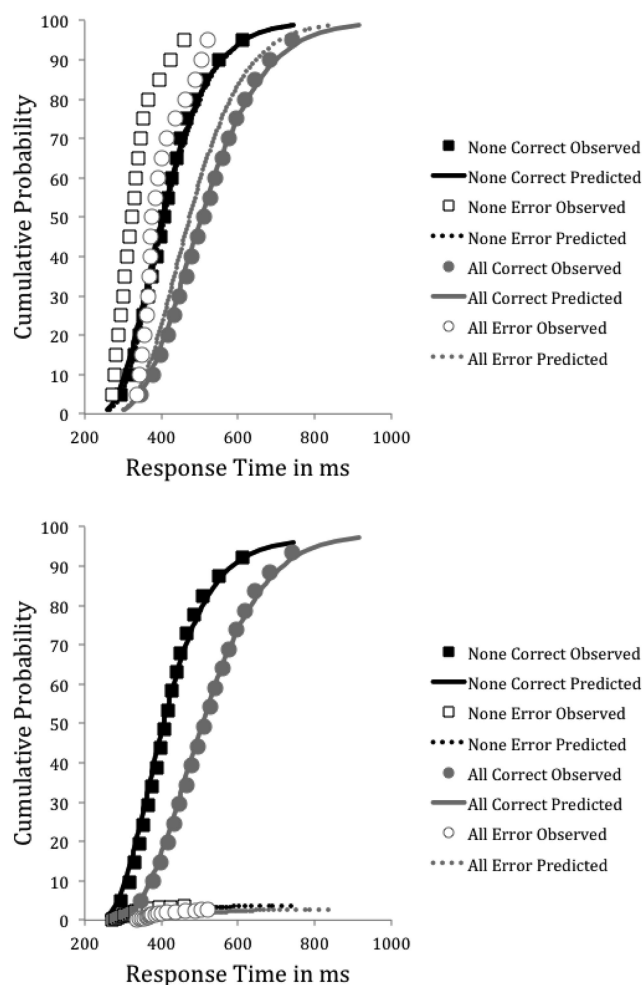 100
90
80
70
60
50
40
30
20
10
0
Cumulative Probability
200 400 600 800 1000
Response Time in ms
None Correct Observed
None Correct Predicted
None Error Observed
None Error Predicted
All Correct Observed
All Correct Predicted
All Error Observed
All Error Predicted
100
90
80
70
60
50
40
30
20
10
0
Cumulative Probability
200 400 600 800 1000
Response Time in ms
None Correct Observed
None Correct Predicted
None Error Observed
None Error Predicted
All Correct Observed
All Correct Predicted
All Error Observed
All Error Predicted